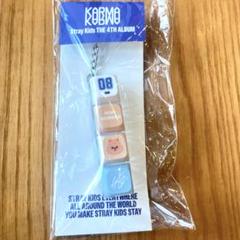 KARMA
Stray Kids THE 4TH ALBUM
08
STRAY KIDS EVERYWHERE
ALL AROUND THE WORLD
YOU MAKE STRAY KIDS STAY